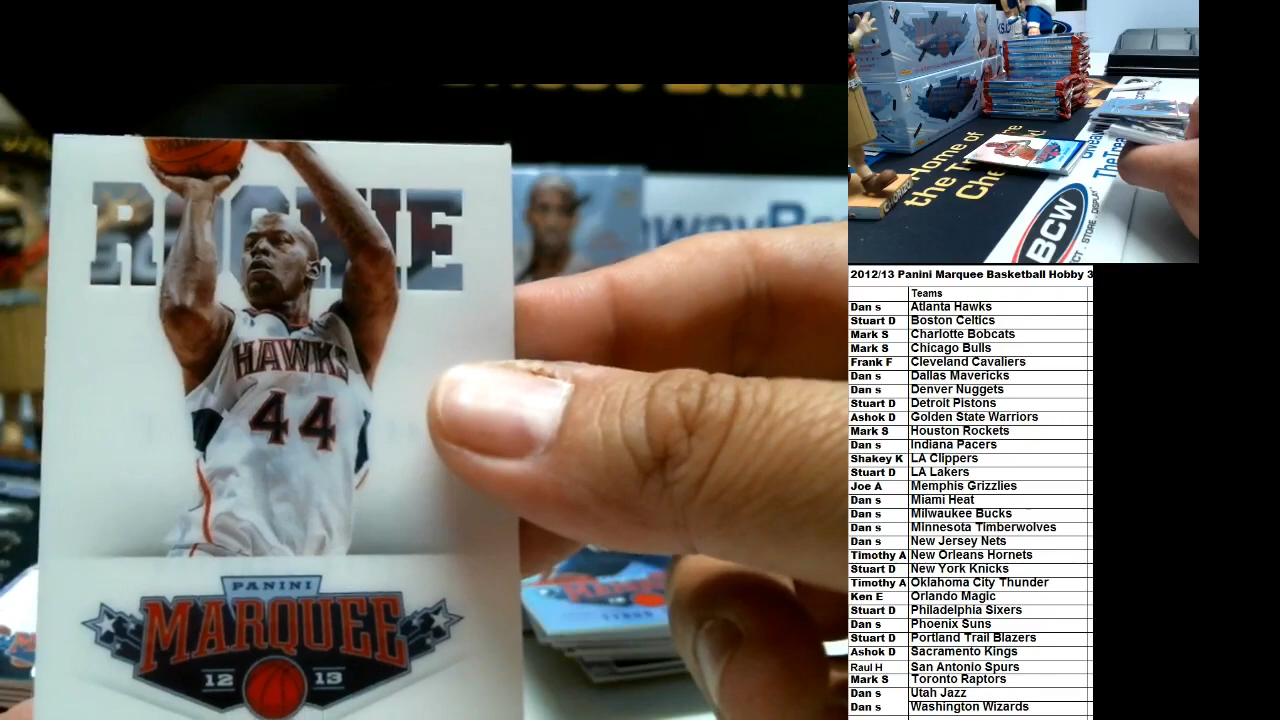 ROOKIE
HAWKS
44
PANINI
MARQUEE
12 13
Home of
the
BCW
STORE
DISPLAY
2012/13 Panini Marquee Basketball Hobby 3
Teams
Dan s Atlanta Hawks
Stuart D Boston Celtics
Mark S Charlotte Bobcats
Mark S Chicago Bulls
Frank F Cleveland Cavaliers
Dan s Dallas Mavericks
Dan s Denver Nuggets
Stuart D Detroit Pistons
Ashok D Golden State Warriors
Mark S Houston Rockets
Dan s Indiana Pacers
Shakey K LA Clippers
Stuart D LA Lakers
Joe A Memphis Grizzlies
Dan s Miami Heat
Dan s Milwaukee Bucks
Dan s Minnesota Timberwolves
Dan s New Jersey Nets
Timothy A New Orleans Hornets
Stuart D New York Knicks
Timothy A Oklahoma City Thunder
Ken E Orlando Magic
Stuart D Philadelphia Sixers
Dan s Phoenix Suns
Stuart D Portland Trail Blazers
Ashok D Sacramento Kings
Raul H San Antonio Spurs
Mark S Toronto Raptors
Dan s Utah Jazz
Dan s Washington Wizards